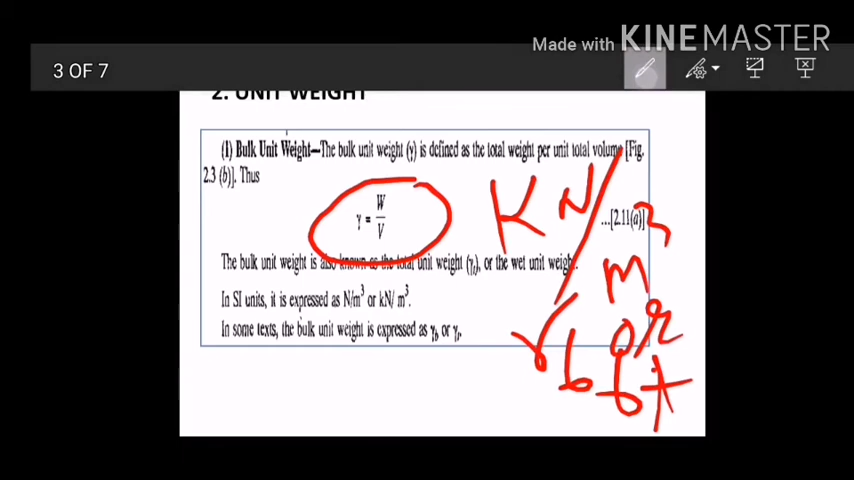 Made with KINEMASTER
3 OF 7
2. UNIT WEIGHT
(1) Bulk Unit Weight—The bulk unit weight (γ) is defined as the total weight per unit total volume [Fig.
2.3 (b)]. Thus
γ = W/V
...[2.11(a)]
KN/m3
The bulk unit weight is also known as the total unit weight (γt), or the wet unit weight.
In SI units, it is expressed as N/m³ or kN/ m³.
In some texts, the bulk unit weight is expressed as γb or γt.
γb or γt